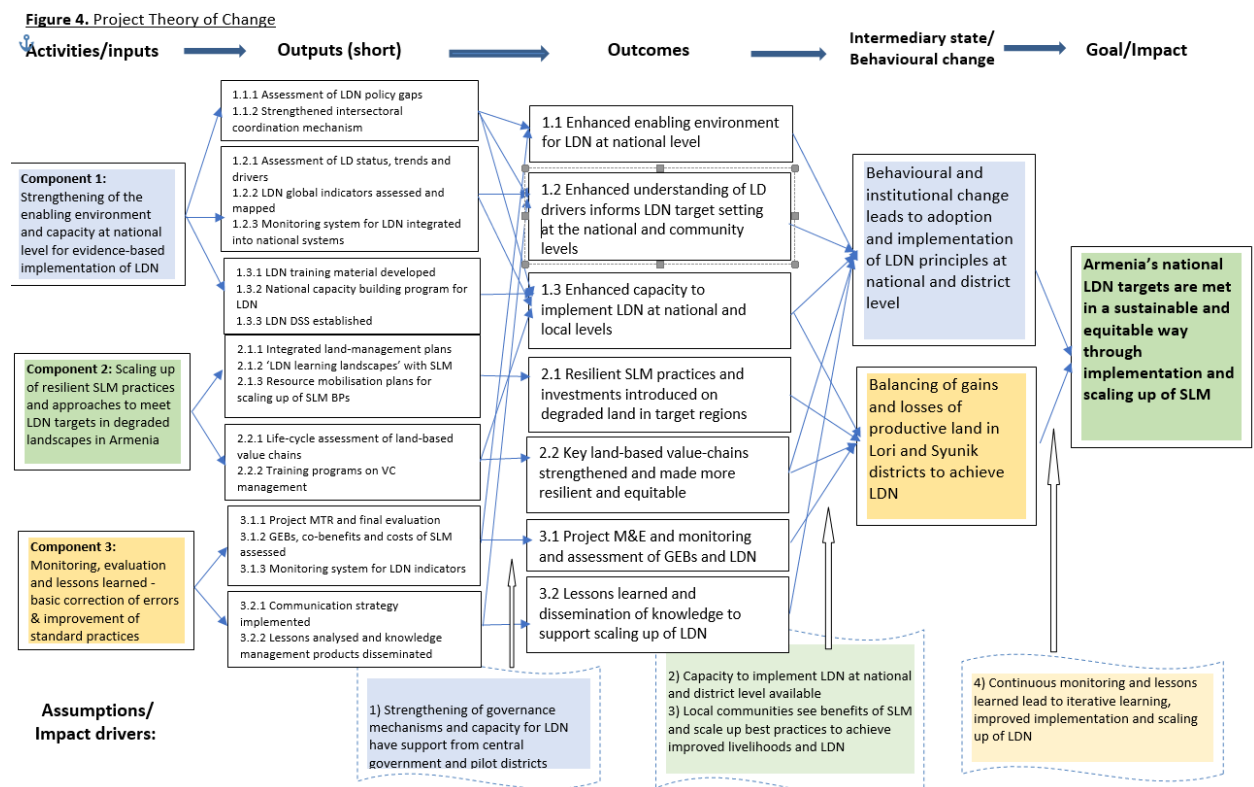 Figure 4. Project Theory of Change
Activities/inputs
Outputs (short)
Outcomes
Intermediary state/
Behavioural change
Goal/Impact
Component 1:
Strengthening of the
enabling environment
and capacity at national
level for evidence-based
implementation of LDN
Component 2: Scaling up
of resilient SLM practices
and approaches to meet
LDN targets in degraded
landscapes in Armenia
Component 3:
Monitoring, evaluation
and lessons learned -
basic correction of errors
& improvement of
standard practices
1.1.1 Assessment of LDN policy gaps
1.1.2 Strengthened intersectoral
coordination mechanism
1.2.1 Assessment of LD status, trends and
drivers
1.2.2 LDN global indicators assessed and
mapped
1.2.3 Monitoring system for LDN integrated
into national systems
1.3.1 LDN training material developed
1.3.2 National capacity building program for
LDN
1.3.3 LDN DSS established
2.1.1 Integrated land-management plans
2.1.2 ‘LDN learning landscapes’ with SLM
2.1.3 Resource mobilisation plans for
scaling up of SLM BPs
2.2.1 Life-cycle assessment of land-based
value chains
2.2.2 Training programs on VC
management
3.1.1 Project MTR and final evaluation
3.1.2 GEBs, co-benefits and costs of SLM
assessed
3.1.3 Monitoring system for LDN indicators
3.2.1 Communication strategy
implemented
3.2.2 Lessons analysed and knowledge
management products disseminated
1.1 Enhanced enabling environment
for LDN at national level
1.2 Enhanced understanding of LD
drivers informs LDN target setting
at the national and community
levels
1.3 Enhanced capacity to
implement LDN at national and
local levels
2.1 Resilient SLM practices and
investments introduced on
degraded land in target regions
2.2 Key land-based value-chains
strengthened and made more
resilient and equitable
3.1 Project M&E and monitoring
and assessment of GEBs and LDN
3.2 Lessons learned and
dissemination of knowledge to
support scaling up of LDN
Behavioural and
institutional change
leads to adoption
and implementation
of LDN principles at
national and district
level
Balancing of gains
and losses of
productive land in
Lori and Syunik
districts to achieve
LDN
Armenia’s national
LDN targets are met
in a sustainable and
equitable way
through
implementation and
scaling up of SLM
Assumptions/
Impact drivers:
1) Strengthening of governance
mechanisms and capacity for LDN
have support from central
government and pilot districts
2) Capacity to implement LDN at national
and district level available
3) Local communities see benefits of SLM
and scale up best practices to achieve
improved livelihoods and LDN
4) Continuous monitoring and lessons
learned lead to iterative learning,
improved implementation and scaling
up of LDN